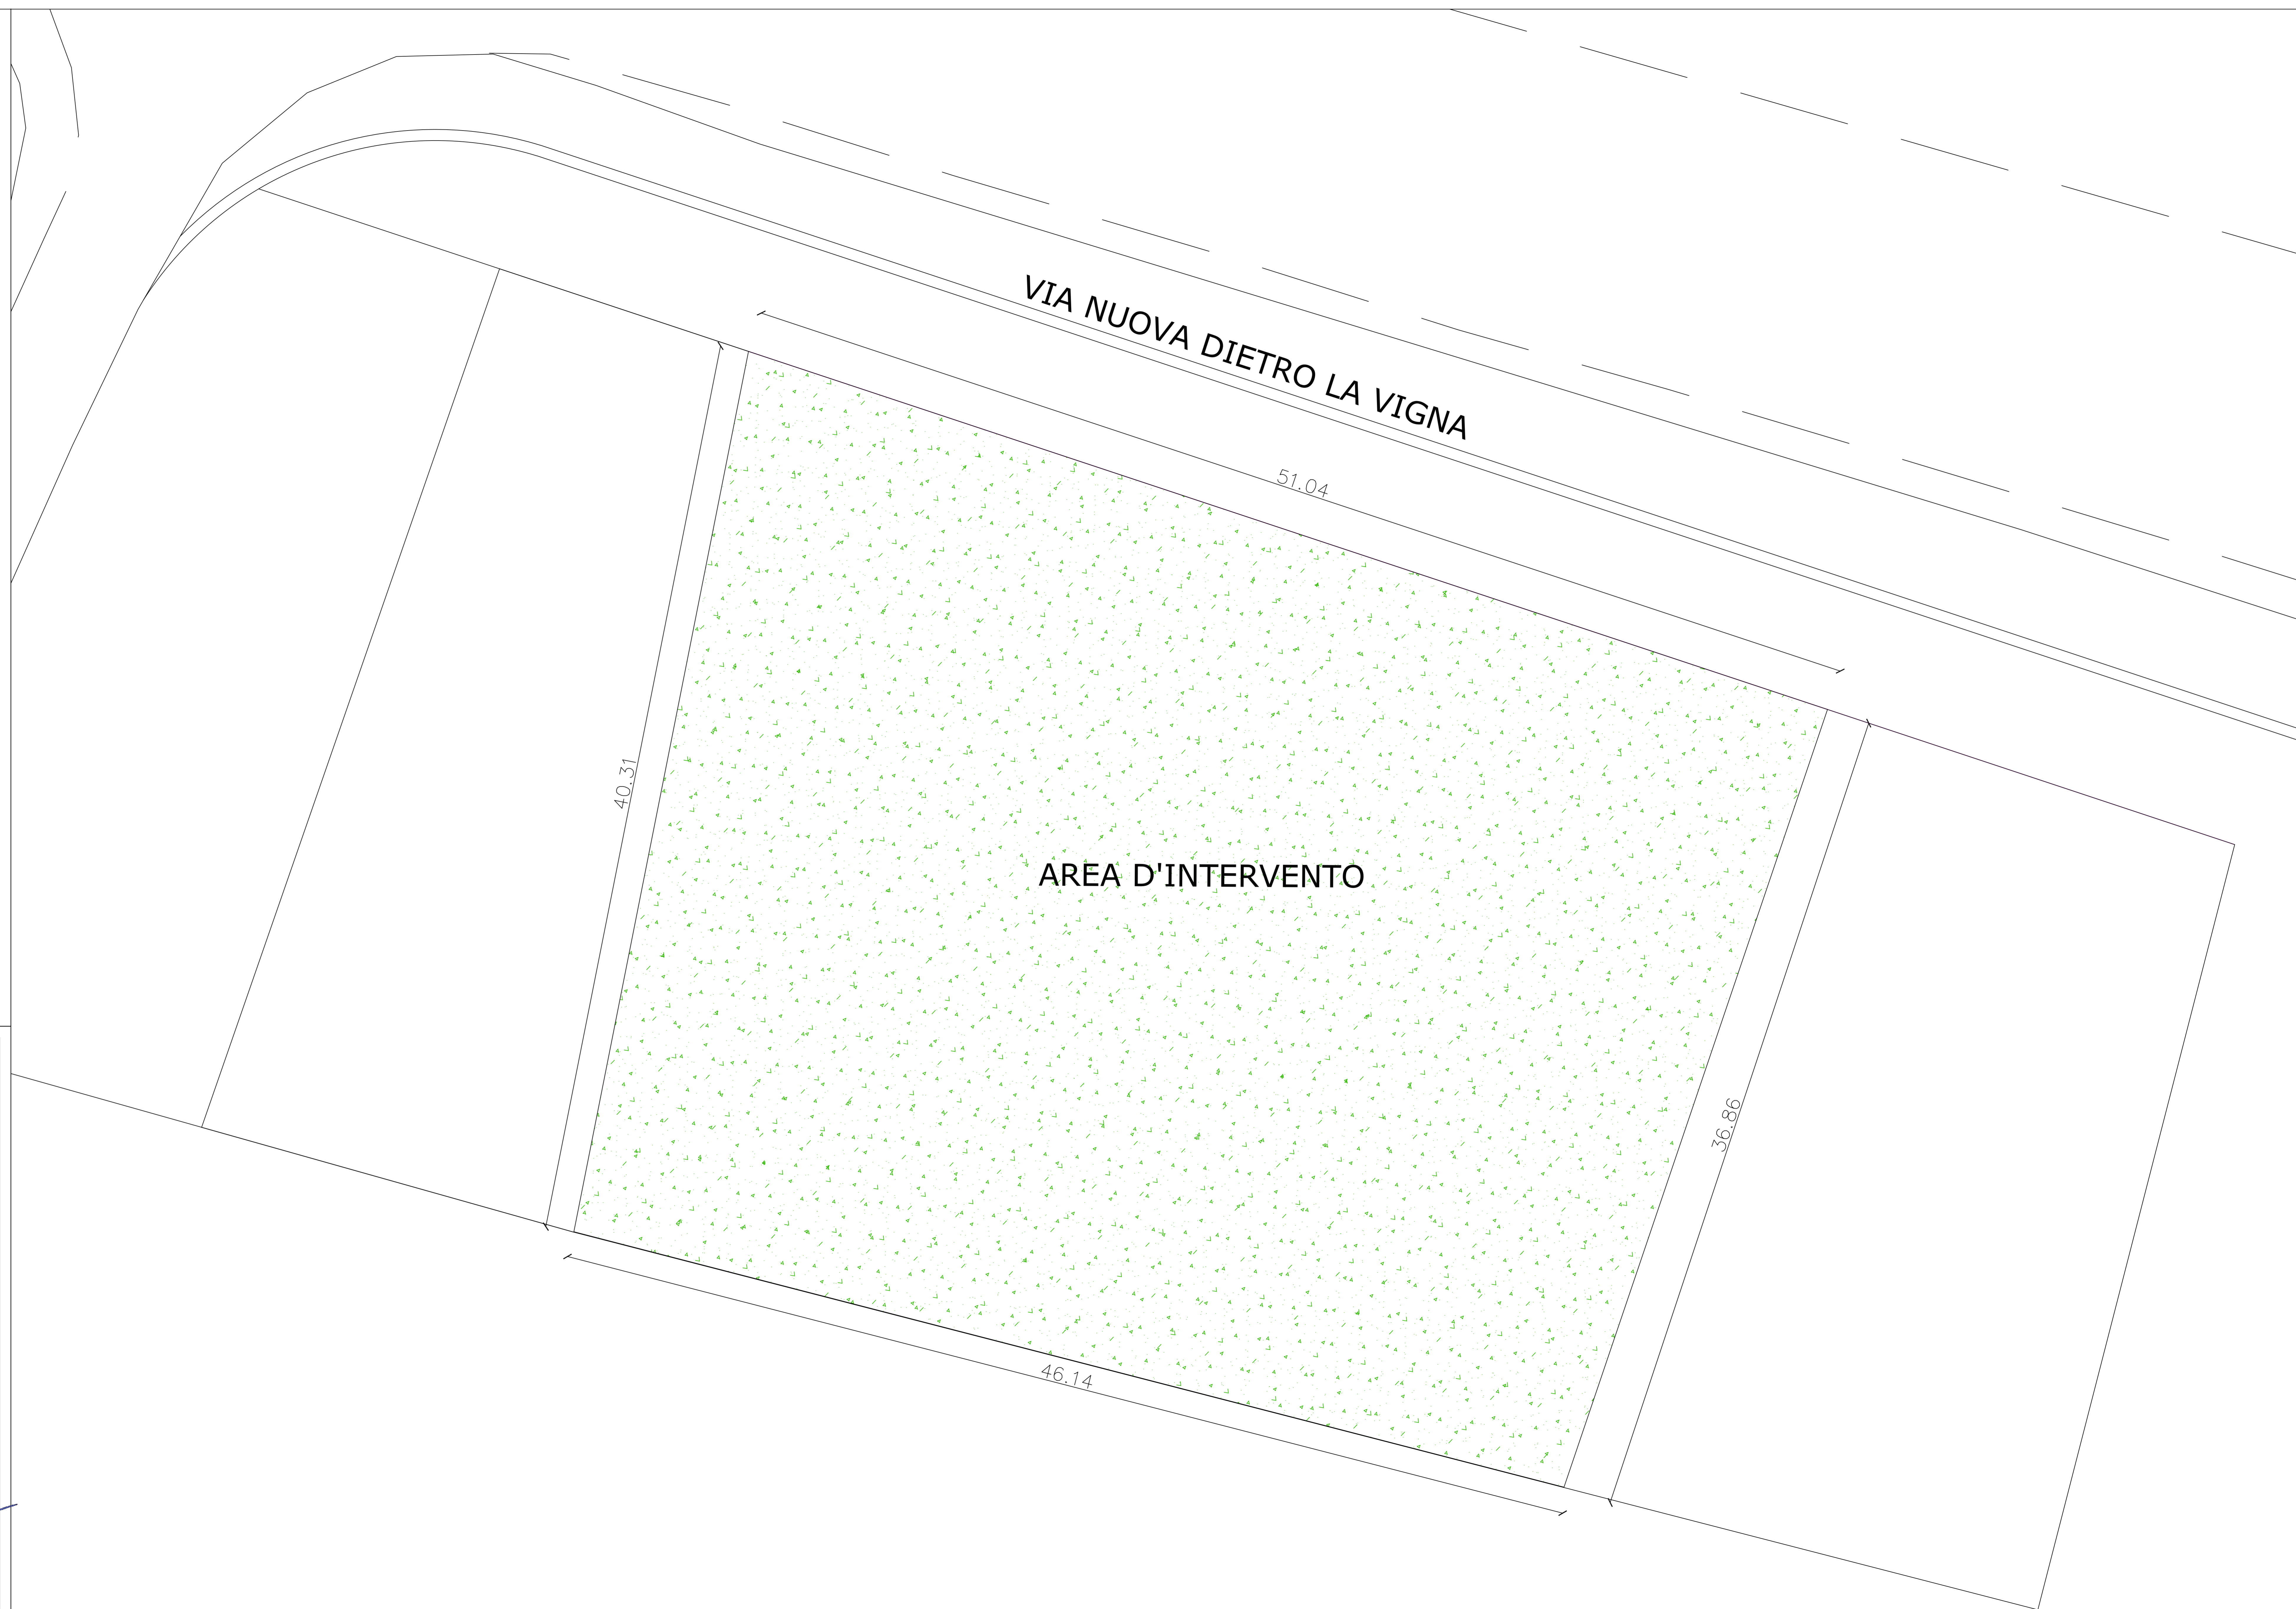 VIA NUOVA DIETRO LA VIGNA
51.04
40.31
AREA D'INTERVENTO
36.86
46.14